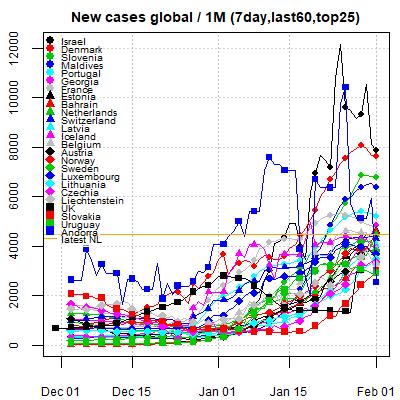 New cases global / 1M (7day,last60,top25)
Israel
Denmark
Slovenia
Maldives
Portugal
Georgia
France
Estonia
Bahrain
Netherlands
Switzerland
Latvia
Iceland
Belgium
Austria
Norway
Sweden
Luxembourg
Lithuania
Czechia
Liechtenstein
UK
Slovakia
Uruguay
Andorra
latest NL
12000
10000
8000
6000
4000
2000
0
Dec 01 Dec 15 Jan 01 Jan 15 Feb 01